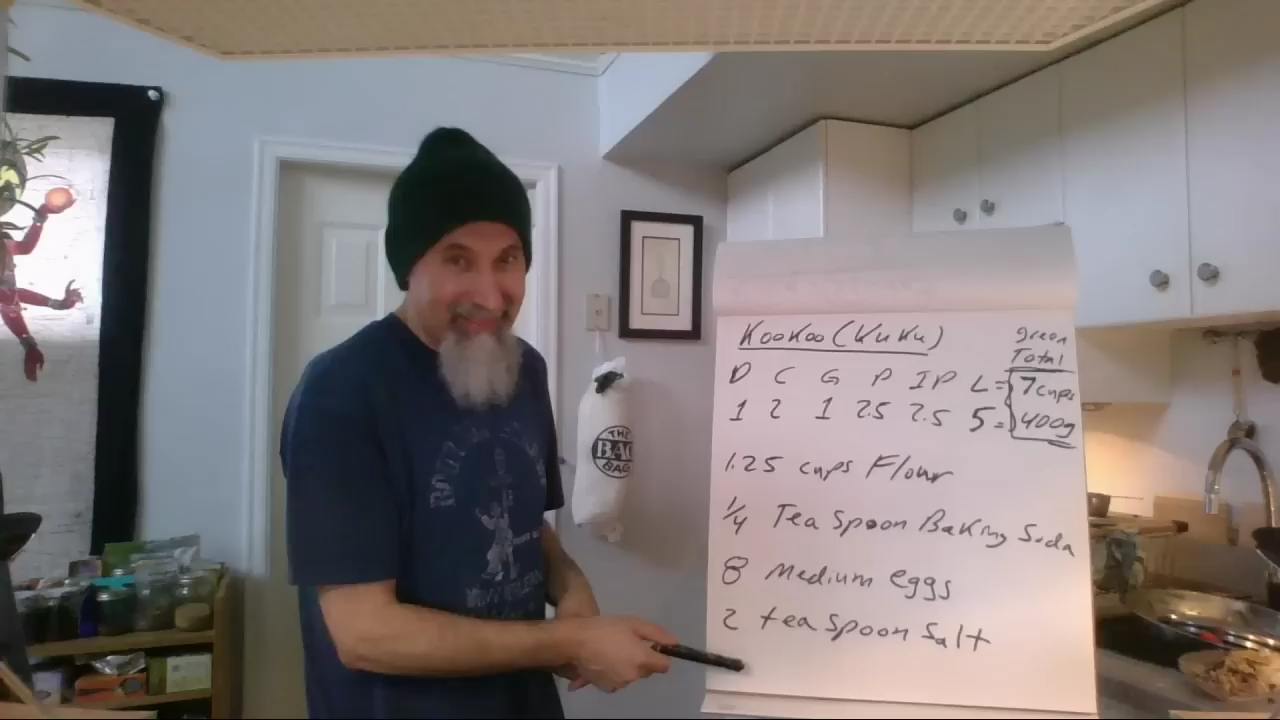 KooKoo (KuKu)
green
Total
D C G P IP L = 7 cups
1 2 1 2.5 2.5 5 = 400g
1.25 cups Flour
1/4 Tea Spoon Baking Soda
8 medium eggs
2 tea spoon Salt
THE
BAG
BAG